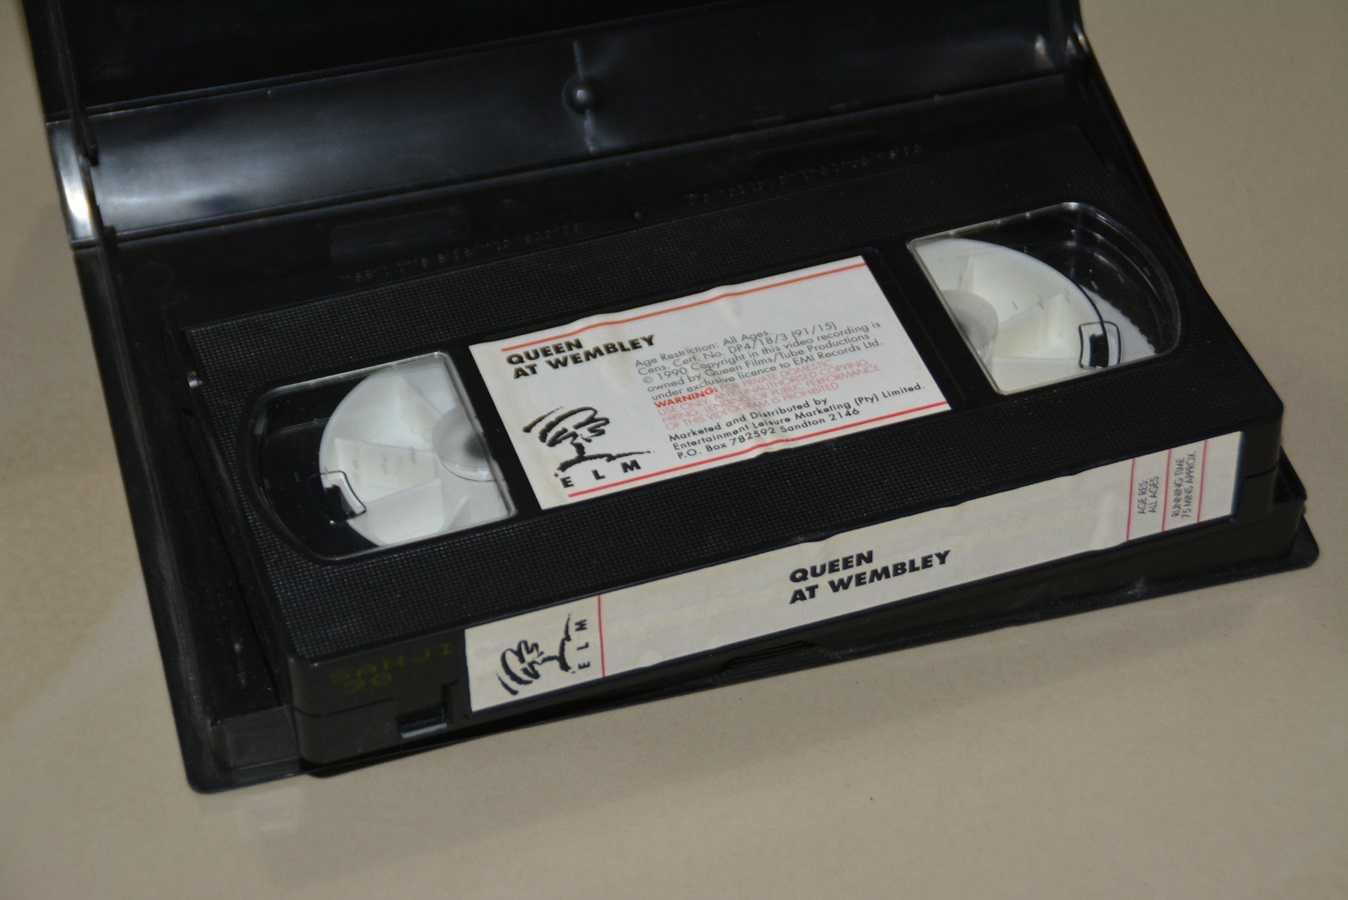 QUEEN
AT WEMBLEY
Age Restriction: All Ages
Cens. Cert. No. DP4/18/3 (91/15)
© 1990 Copyright in this video recording is
owned by Queen Films/Tube Productions
under exclusive licence to EMI Records Ltd.
WARNING:
Marketed and Distributed by
Entertainment Leisure Marketing (Pty) Limited.
P.O. Box 782592 Sandton 2146
ELM
ELM
QUEEN
AT WEMBLEY
AGE RES:
ALL AGES
RUNNING TIME
75 MINS APPROX.